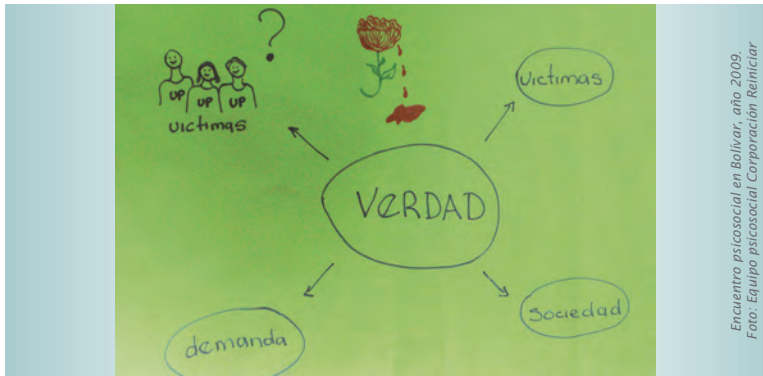 ?
UP UP UP
victimas
victimas
VeRDAD
demanda
Sociedad
Encuentro psicosocial en Bolívar, año 2009.
Foto: Equipo psicosocial Corporación Reiniciar